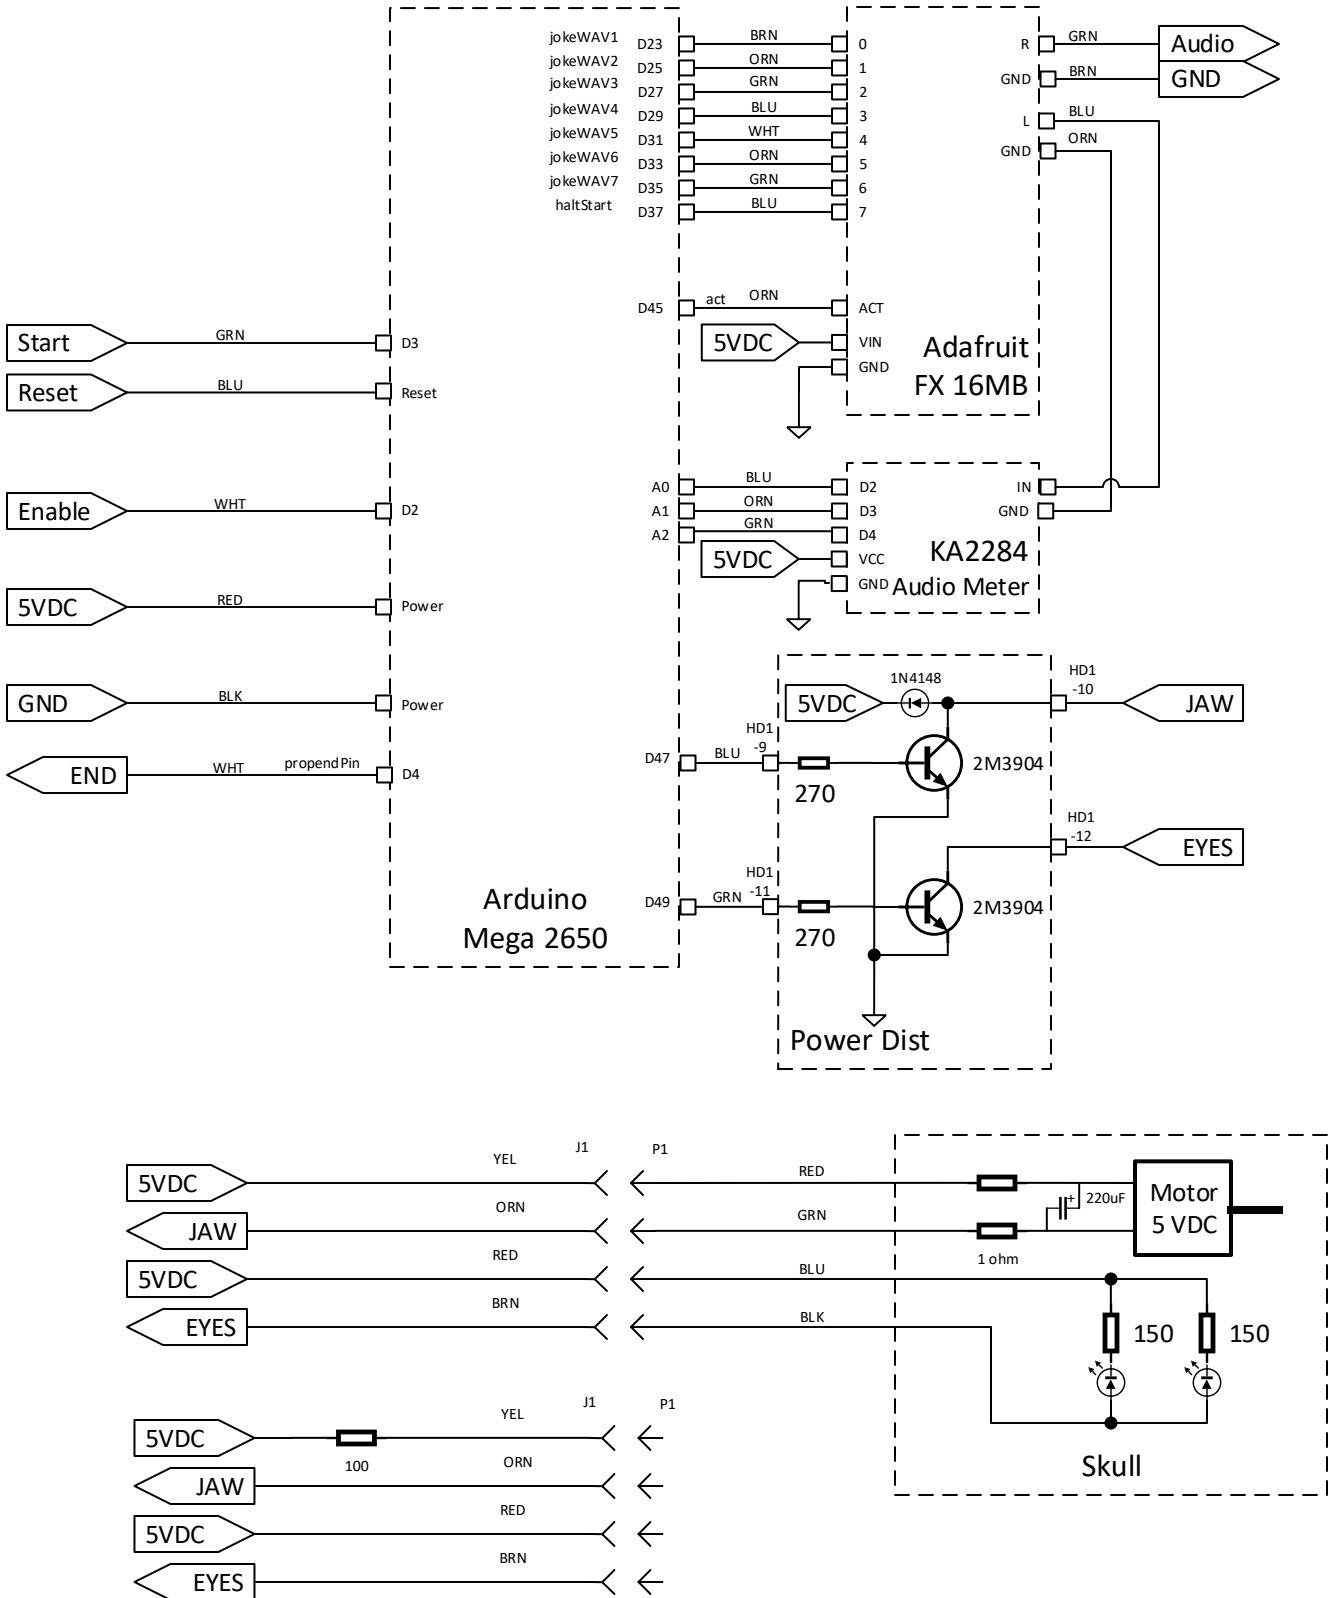 jokeWAV1 D23 BRN 0
jokeWAV2 D25 ORN 1
jokeWAV3 D27 GRN 2
jokeWAV4 D29 BLU 3
jokeWAV5 D31 WHT 4
jokeWAV6 D33 ORN 5
jokeWAV7 D35 GRN 6
haltStart D37 BLU 7
R GRN Audio
GND BRN GND
L BLU
GND ORN
D45 act ORN ACT
5VDC VIN
GND
Adafruit
FX 16MB
Start GRN D3
Reset BLU Reset
Enable WHT D2
5VDC RED Power
GND BLK Power
END WHT propendPin D4
A0 BLU D2 IN
A1 ORN D3 GND
A2 GRN D4
5VDC VCC
GND
KA2284
Audio Meter
5VDC 1N4148
HD1
-10
JAW
D47 BLU
HD1
-9
270
2M3904
HD1
-12
EYES
D49 GRN
HD1
-11
270
2M3904
Arduino
Mega 2650
Power Dist
J1 P1
5VDC YEL RED
JAW ORN GRN
5VDC RED BLU
EYES BRN BLK
+ 220uF
1 ohm
Motor
5 VDC
150 150
Skull
J1 P1
5VDC 100 YEL
JAW ORN
5VDC RED
EYES BRN